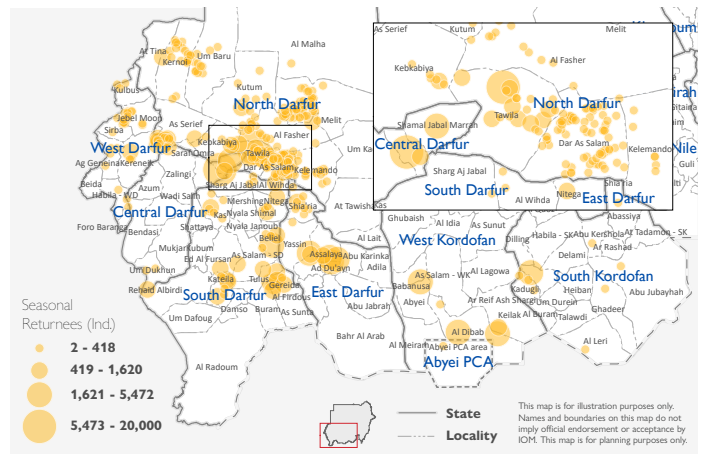 At Tina
Kernoi
Um Baru
Al Malha
Kulbus
Kutum
North Darfur
Jebel Moon
Sirba
As Serief
Melit
West Darfur
Kebkabiya
Al Fasher
Saraf Omra
Tawila
Ag Geneina
Kereneik
Dar As Salam
Kelemando
Zalingi
Beida
Azum
Sharg Aj Jabal
Al Wihda
Habila - WD
Wadi Salih
Mershing
Nitega
Central Darfur
Kas
Nyala Shimal
Sha'ria
At Tawisha
Foro Baranga
Bendasi
Shattaya
Nyala Janoub
Beliel
Yassin
Al Lait
Mukjar
Kubum
Ed Al Fursan
As Salam - SD
Assalaya
Abu Karinka
Um Dukhun
Ad Du'ayn
Adila
Kateila
Tulus
Gereida
Rehaid Albirdi
South Darfur
Al Firdous
East Darfur
Damso
Buram
As Sunta
Abu Jabrah
Um Dafoug
Bahr Al Arab
Al Radoum
As Serief
Kutum
Melit
Kebkabiya
Al Fasher
North Darfur
Tawila
Shamal Jabal Marrah
Central Darfur
Dar As Salam
Kelemando
Sharg Aj Jabal
South Darfur
Al Wihda
Nitega
Sha'ria
East Darfur
Nile
Guli
Ghubaish
Al Idia
As Sunut
Abassiya
West Kordofan
Dilling
Habila - SK
Abu Kershola
At Tadamon - SK
Ar Rashad
Delami
As Salam - WK
Al Lagowa
South Kordofan
Babanusa
Kadugli
Heiban
Abu Jubayhah
Abyei
Ar Reif Ash Shargi
Um Durein
Ghadeer
Keilak
Al Buram
Talawdi
Al Dibab
Al Meiram
Abyei PCA area
Al Leri
Abyei PCA
Seasonal
Returnees (Ind.)
2 - 418
419 - 1,620
1,621 - 5,472
5,473 - 20,000
State
Locality
This map is for illustration purposes only.
Names and boundaries on this map do not
imply official endorsement or acceptance by
IOM. This map is for planning purposes only.